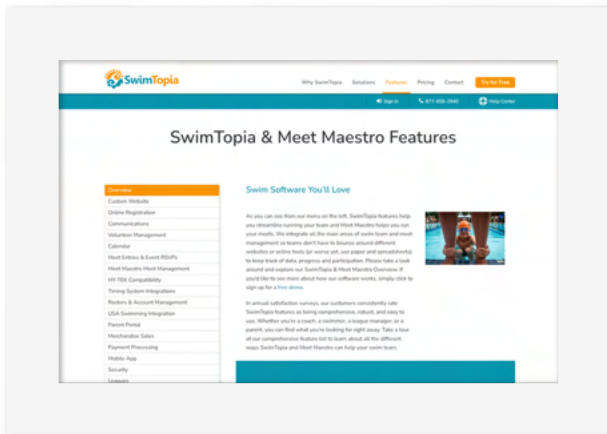 SwimTopia
Why SwimTopia Solutions Features Pricing Contact Try for Free
Sign In 877-858-2940 Help Center
SwimTopia & Meet Maestro Features
Overview
Custom Website
Online Registration
Communications
Volunteer Management
Calendar
Meet Entries & Event RSVPs
Meet Maestro Meet Management
HY-TEK Compatibility
Timing System Integrations
Rosters & Account Management
USA Swimming Integration
Parent Portal
Merchandise Sales
Payment Processing
Mobile App
Security
Leagues
Swim Software You'll Love
As you can see from our menu on the left, SwimTopia features help
you streamline running your team and Meet Maestro helps you run
your meets. We integrate all the main areas of swim team and meet
management so teams don't have to bounce around different
websites or online tools (or worse yet, use paper and spreadsheets)
to keep track of data, progress and participation. Please take a look
around and explore our SwimTopia & Meet Maestro Overview. If
you'd like to see more about how our software works, simply click to
sign up for a free demo.
In annual satisfaction surveys, our customers consistently rate
SwimTopia features as being comprehensive, robust, and easy to
use. Whether you're a coach, a swimmer, a league manager, or a
parent, you can find what you're looking for right away. Take a tour
of our comprehensive feature list to learn about all the different
ways SwimTopia and Meet Maestro can help your swim team.